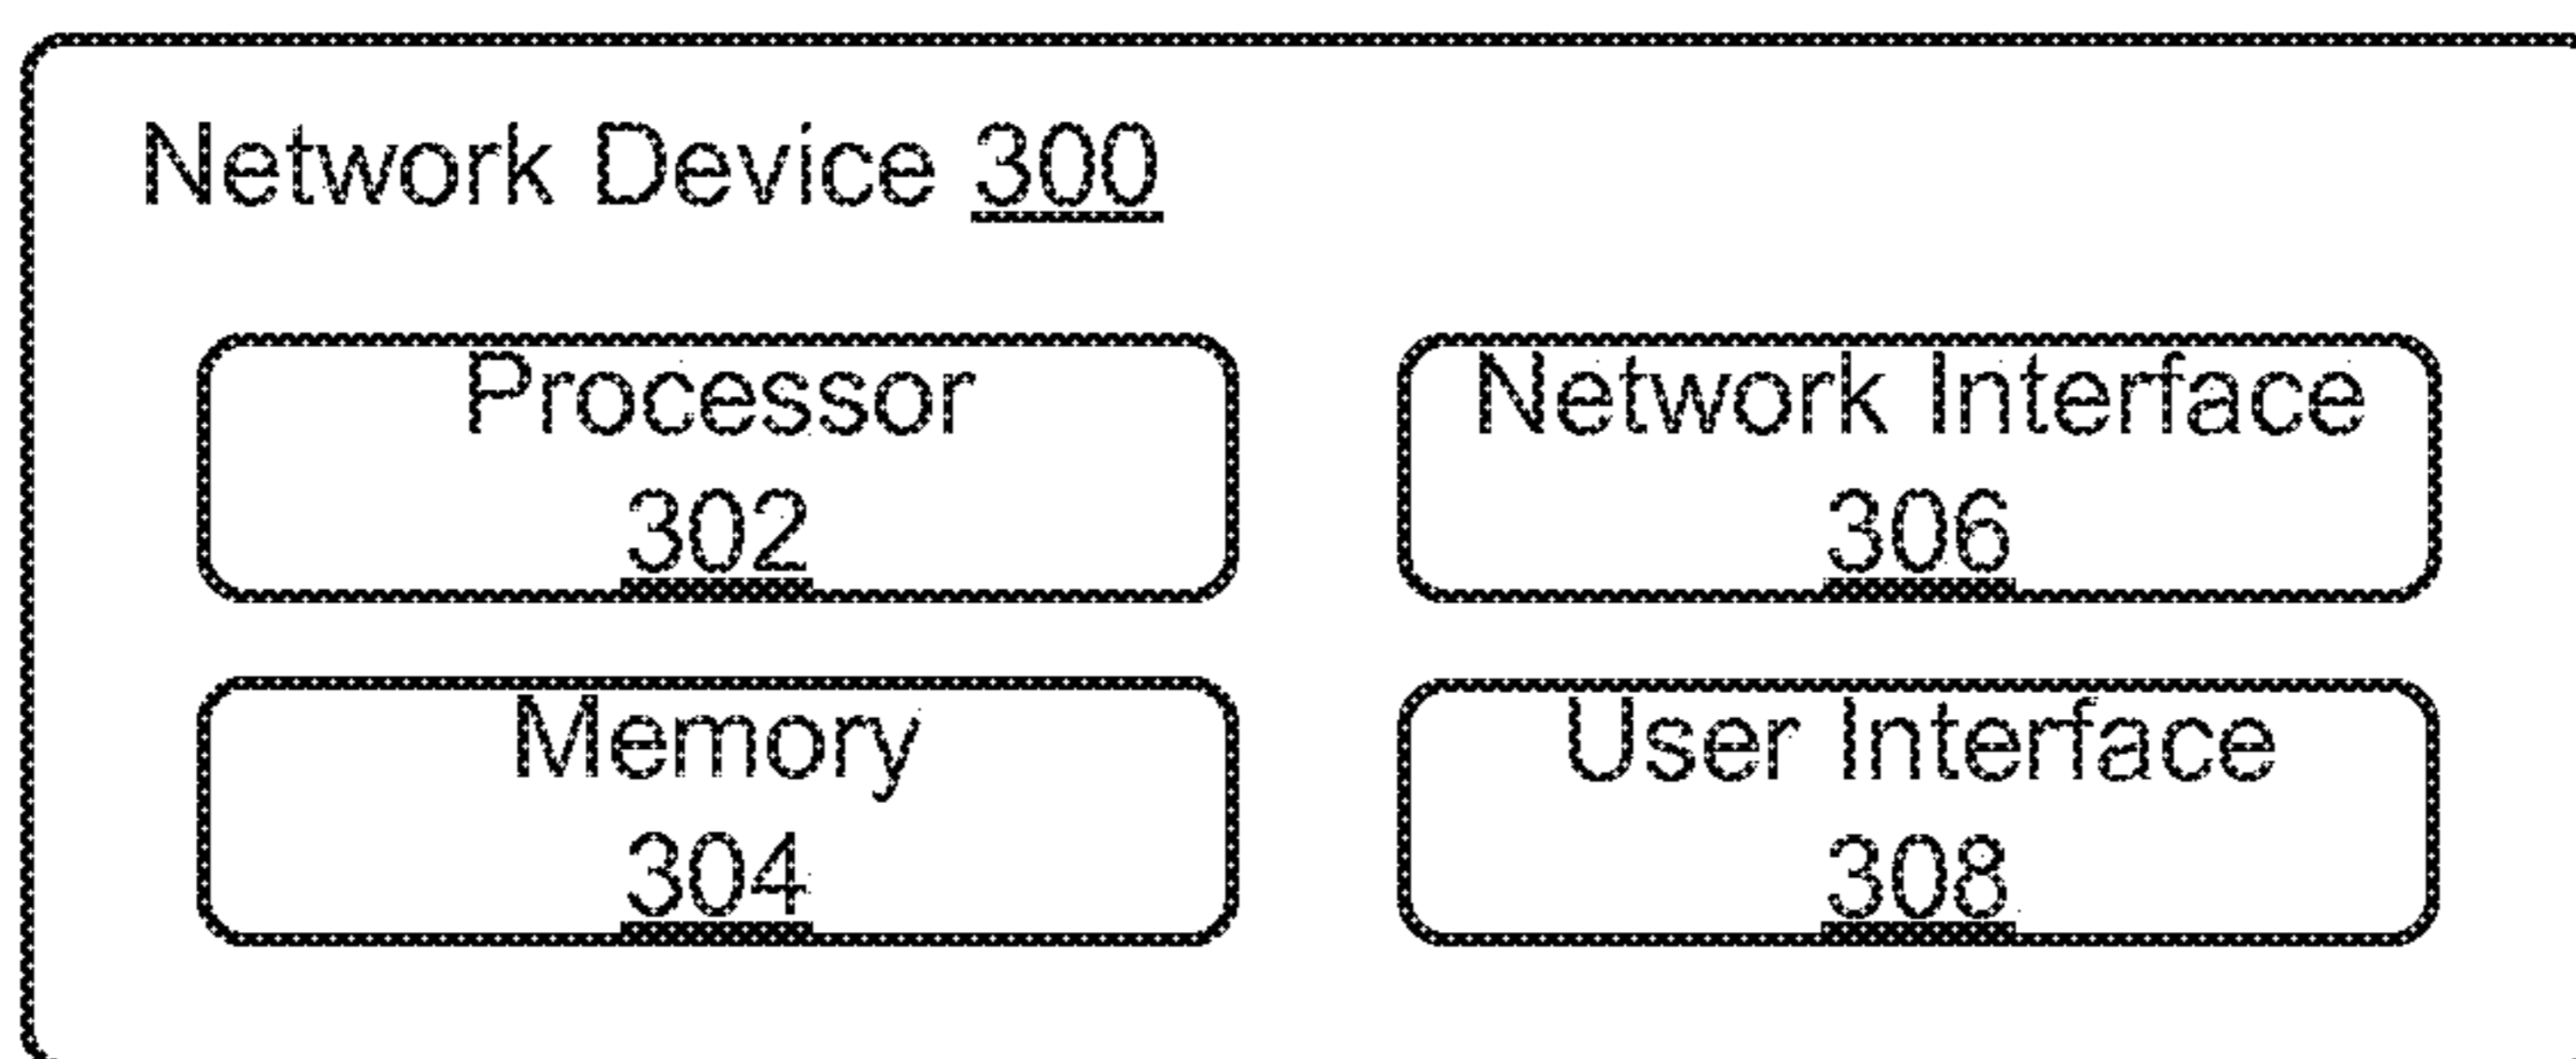 Network Device 300
Processor
302
Network Interface
306
Memory
304
User Interface
308